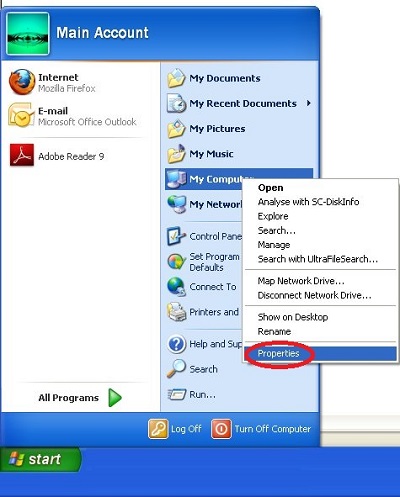 Main Account
Internet
Mozilla Firefox
E-mail
Microsoft Office Outlook
Adobe Reader 9
All Programs
My Documents
My Recent Documents
My Pictures
My Music
My Computer
My Netwo
Control Pane
Set Program
Defaults
Connect To
Printers and
Help and Sup
Search
Run...
Open
Analyse with SC-DiskInfo
Explore
Search...
Manage
Search with UltraFileSearch...
Map Network Drive...
Disconnect Network Drive...
Show on Desktop
Rename
Properties
Log Off
Turn Off Computer
start